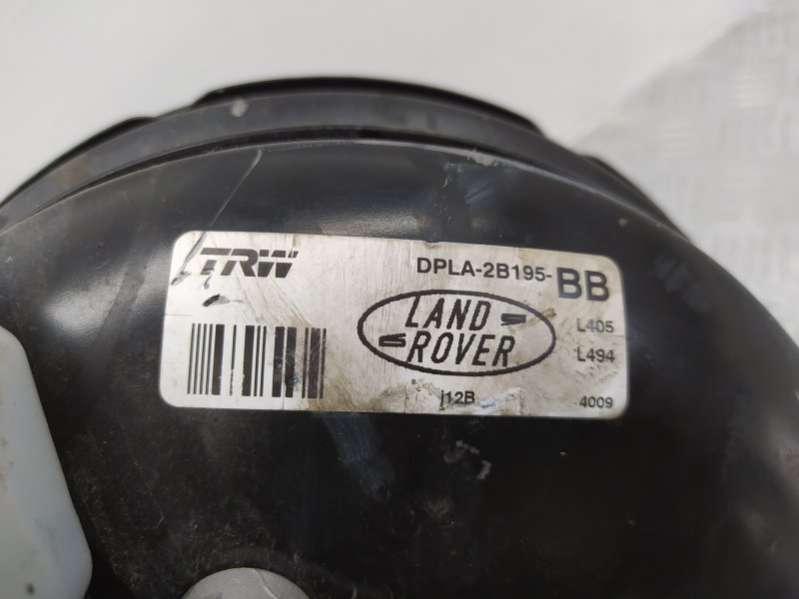 TRW
DPLA-2B195-BB
LAND
ROVER
L405
L494
j12B
4009